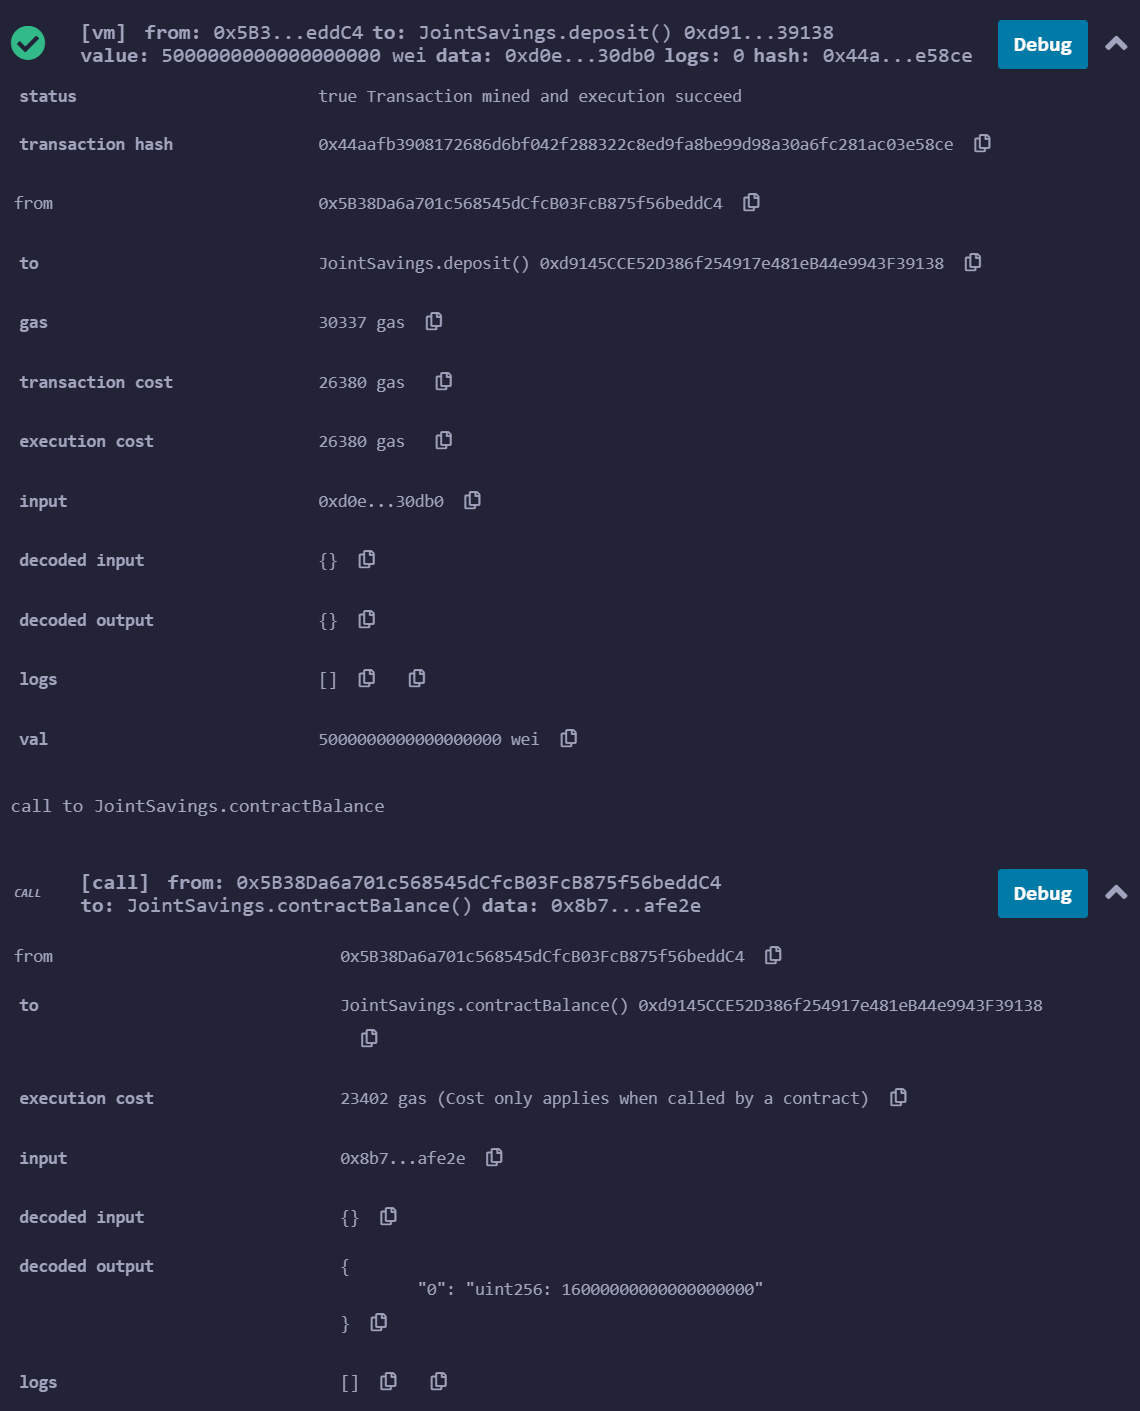 [vm] from: 0x5B3...eddC4 to: JointSavings.deposit() 0xd91...39138
value: 5000000000000000000 wei data: 0xd0e...30db0 logs: 0 hash: 0x44a...e58ce
Debug
status true Transaction mined and execution succeed
transaction hash 0x44aafb3908172686d6bf042f288322c8ed9fa8be99d98a30a6fc281ac03e58ce
from 0x5B38Da6a701c568545dCfcB03FcB875f56beddC4
to JointSavings.deposit() 0xd9145CCE52D386f254917e481eB44e9943F39138
gas 30337 gas
transaction cost 26380 gas
execution cost 26380 gas
input 0xd0e...30db0
decoded input {}
decoded output {}
logs []
val 5000000000000000000 wei
call to JointSavings.contractBalance
CALL [call] from: 0x5B38Da6a701c568545dCfcB03FcB875f56beddC4
to: JointSavings.contractBalance() data: 0x8b7...afe2e
Debug
from 0x5B38Da6a701c568545dCfcB03FcB875f56beddC4
to JointSavings.contractBalance() 0xd9145CCE52D386f254917e481eB44e9943F39138
execution cost 23402 gas (Cost only applies when called by a contract)
input 0x8b7...afe2e
decoded input {}
decoded output {
"0": "uint256: 16000000000000000000"
}
logs []